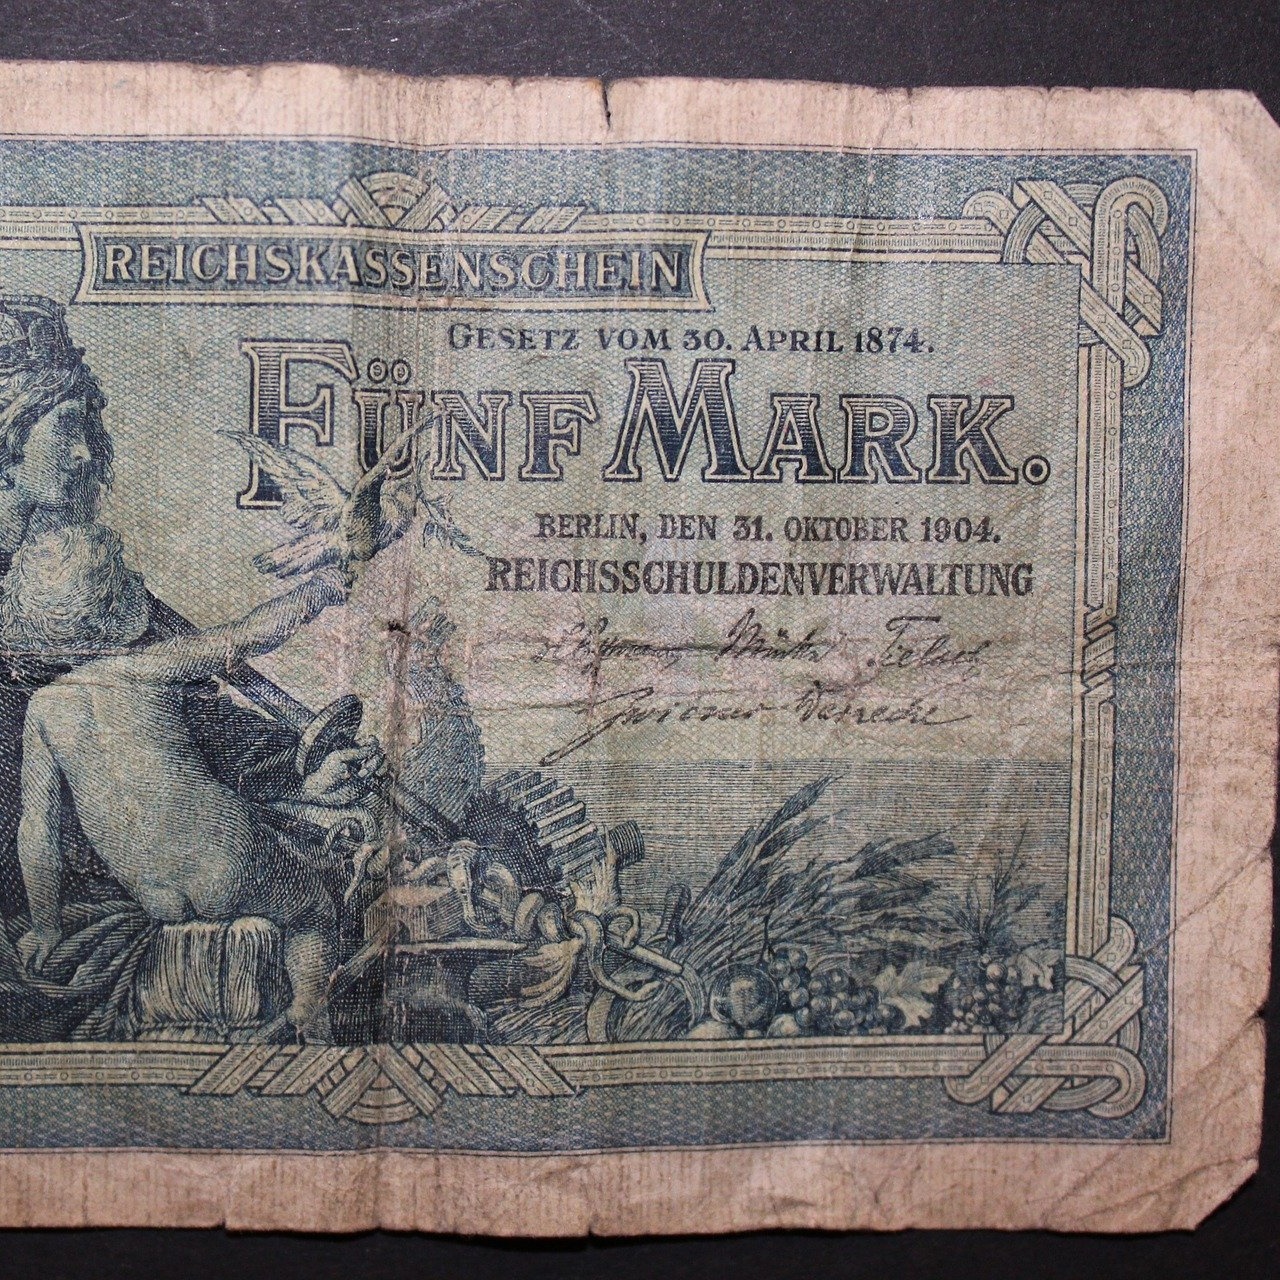 REICHSKASSENSCHEIN
GESETZ VOM 30. APRIL 1874.
FÜNF MARK.
BERLIN, DEN 31. OKTOBER 1904.
REICHSSCHULDENVERWALTUNG